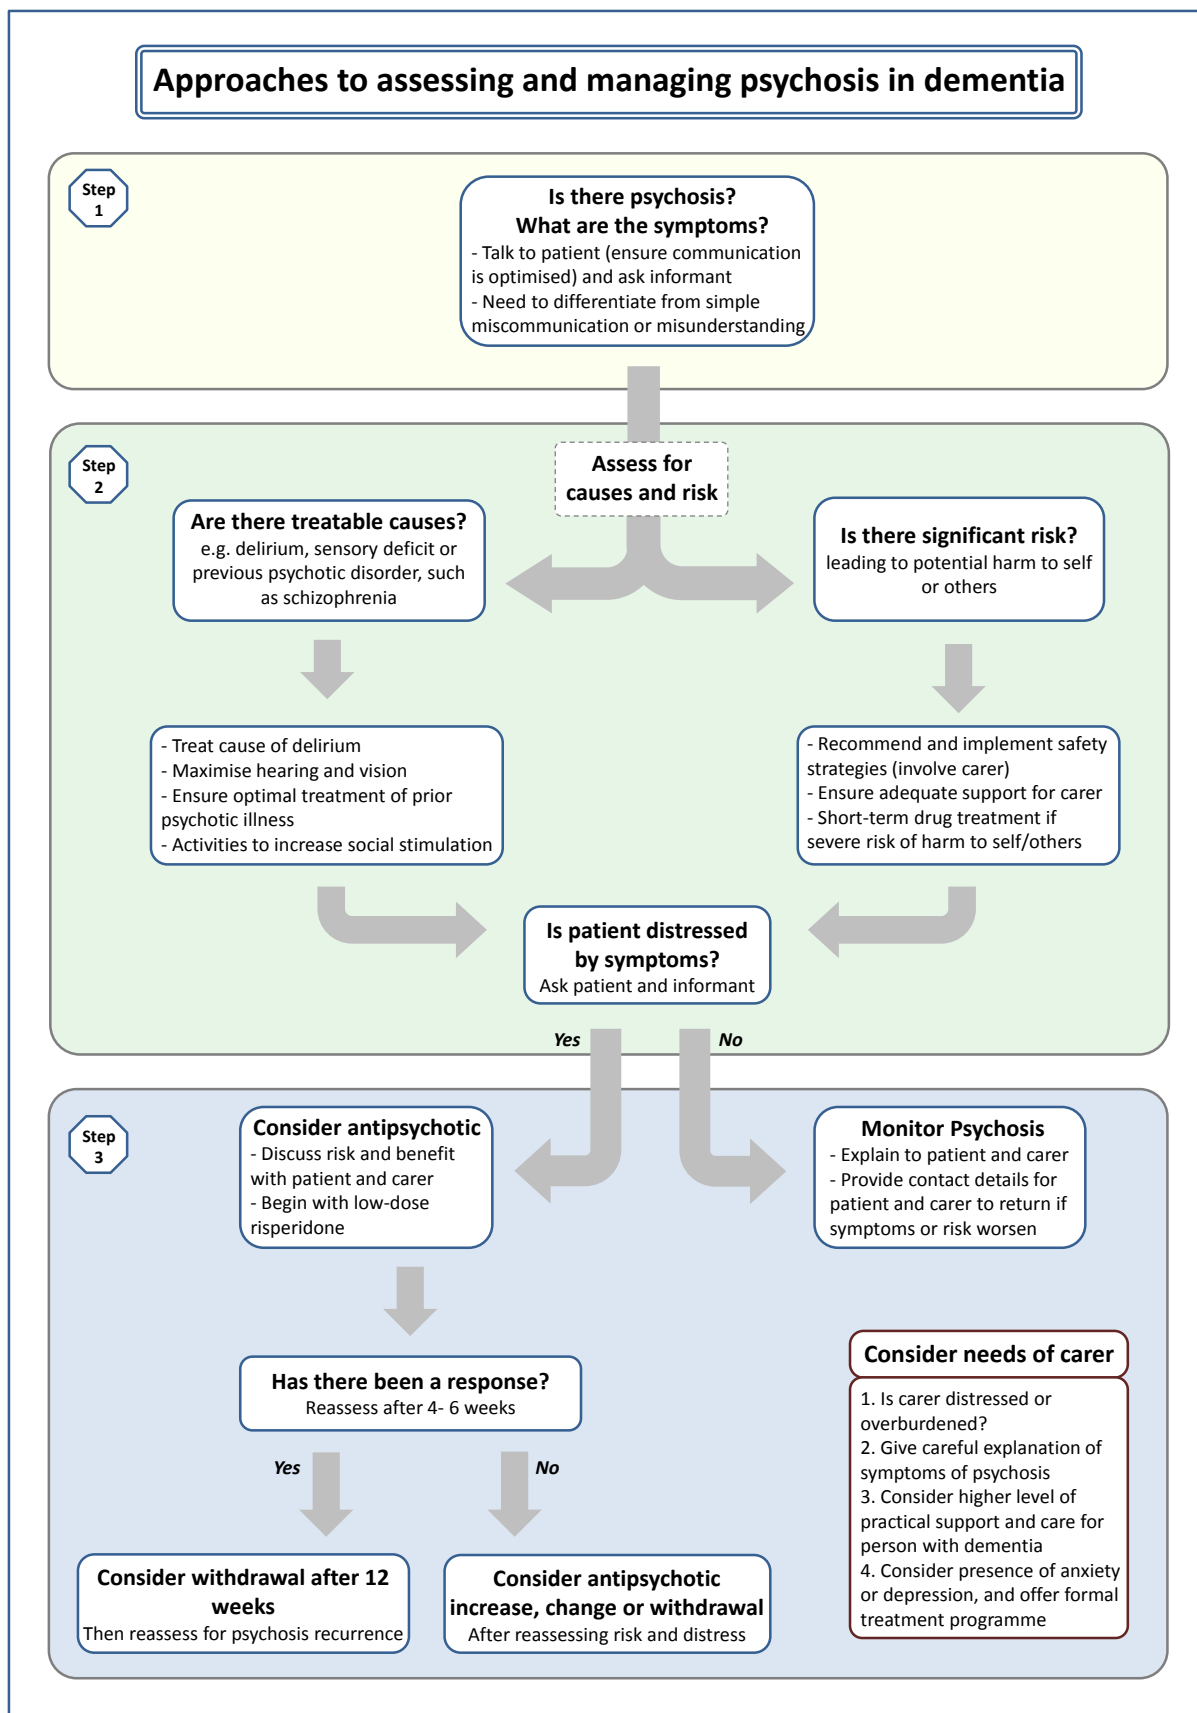 Approaches to assessing and managing psychosis in dementia
Step
1
Is there psychosis?
What are the symptoms?
- Talk to patient (ensure communication
is optimised) and ask informant
- Need to differentiate from simple
miscommunication or misunderstanding
Step
2
Assess for
causes and risk
Are there treatable causes?
e.g. delirium, sensory deficit or
previous psychotic disorder, such
as schizophrenia
Is there significant risk?
leading to potential harm to self
or others
- Treat cause of delirium
- Maximise hearing and vision
- Ensure optimal treatment of prior
psychotic illness
- Activities to increase social stimulation
- Recommend and implement safety
strategies (involve carer)
- Ensure adequate support for carer
- Short-term drug treatment if
severe risk of harm to self/others
Is patient distressed
by symptoms?
Ask patient and informant
Yes
No
Step
3
Consider antipsychotic
- Discuss risk and benefit
with patient and carer
- Begin with low-dose
risperidone
Monitor Psychosis
- Explain to patient and carer
- Provide contact details for
patient and carer to return if
symptoms or risk worsen
Has there been a response?
Reassess after 4- 6 weeks
Yes
No
Consider withdrawal after 12
weeks
Then reassess for psychosis recurrence
Consider antipsychotic
increase, change or withdrawal
After reassessing risk and distress
Consider needs of carer
1. Is carer distressed or
overburdened?
2. Give careful explanation of
symptoms of psychosis
3. Consider higher level of
practical support and care for
person with dementia
4. Consider presence of anxiety
or depression, and offer formal
treatment programme